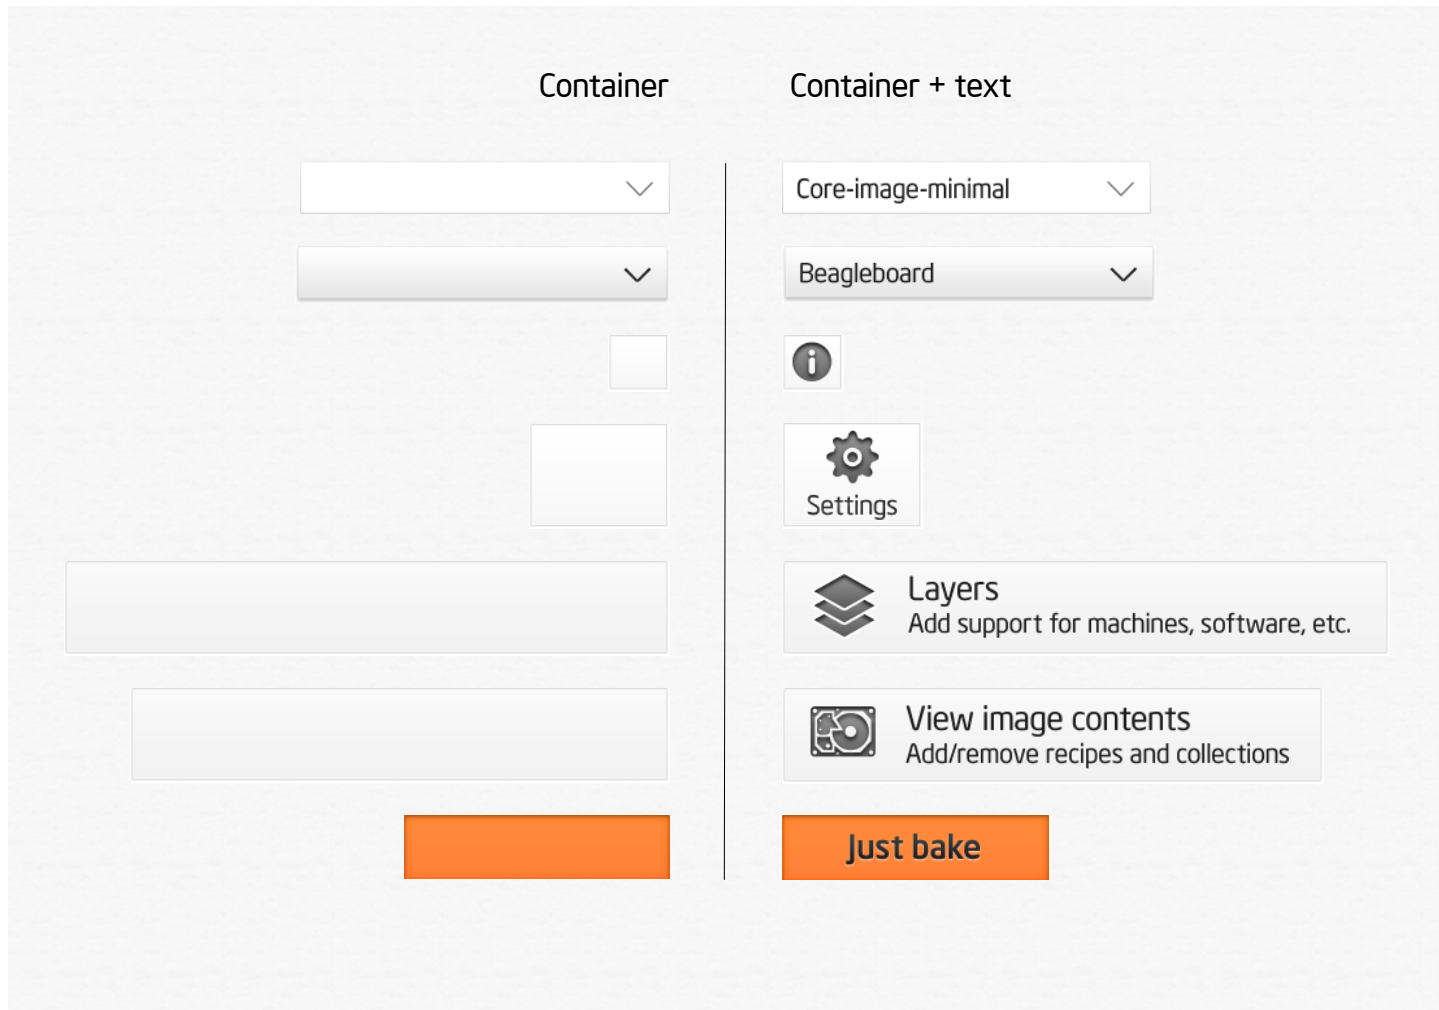 Container
Container + text
Core-image-minimal
Beagleboard
Settings
Layers
Add support for machines, software, etc.
View image contents
Add/remove recipes and collections
Just bake